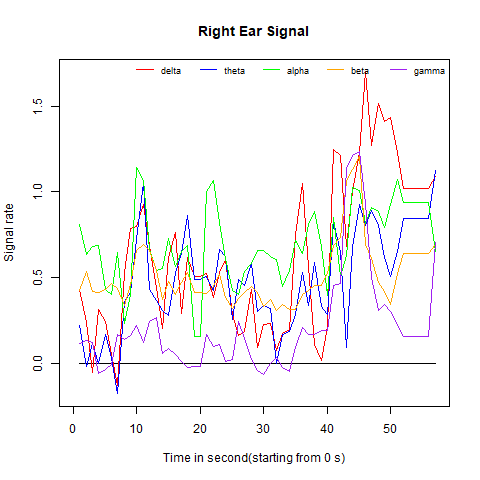 Right Ear Signal
delta theta alpha beta gamma
Signal rate
0.0 0.5 1.0 1.5
0 10 20 30 40 50
Time in second(starting from 0 s)